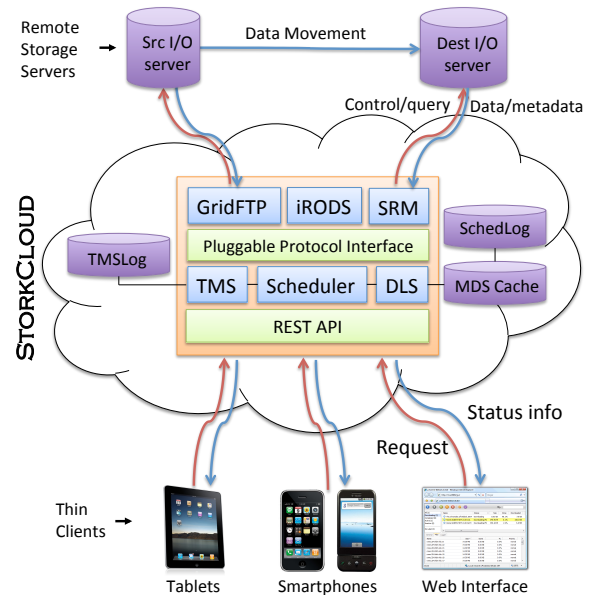 Remote
Storage
Servers
Src I/O
server
Data Movement
Dest I/O
server
Control/query
Data/metadata
STORKCLOUD
GridFTP
iRODS
SRM
Pluggable Protocol Interface
SchedLog
TMSLog
TMS
Scheduler
DLS
MDS Cache
REST API
Status info
Request
Thin
Clients
Tablets
Smartphones
Web Interface